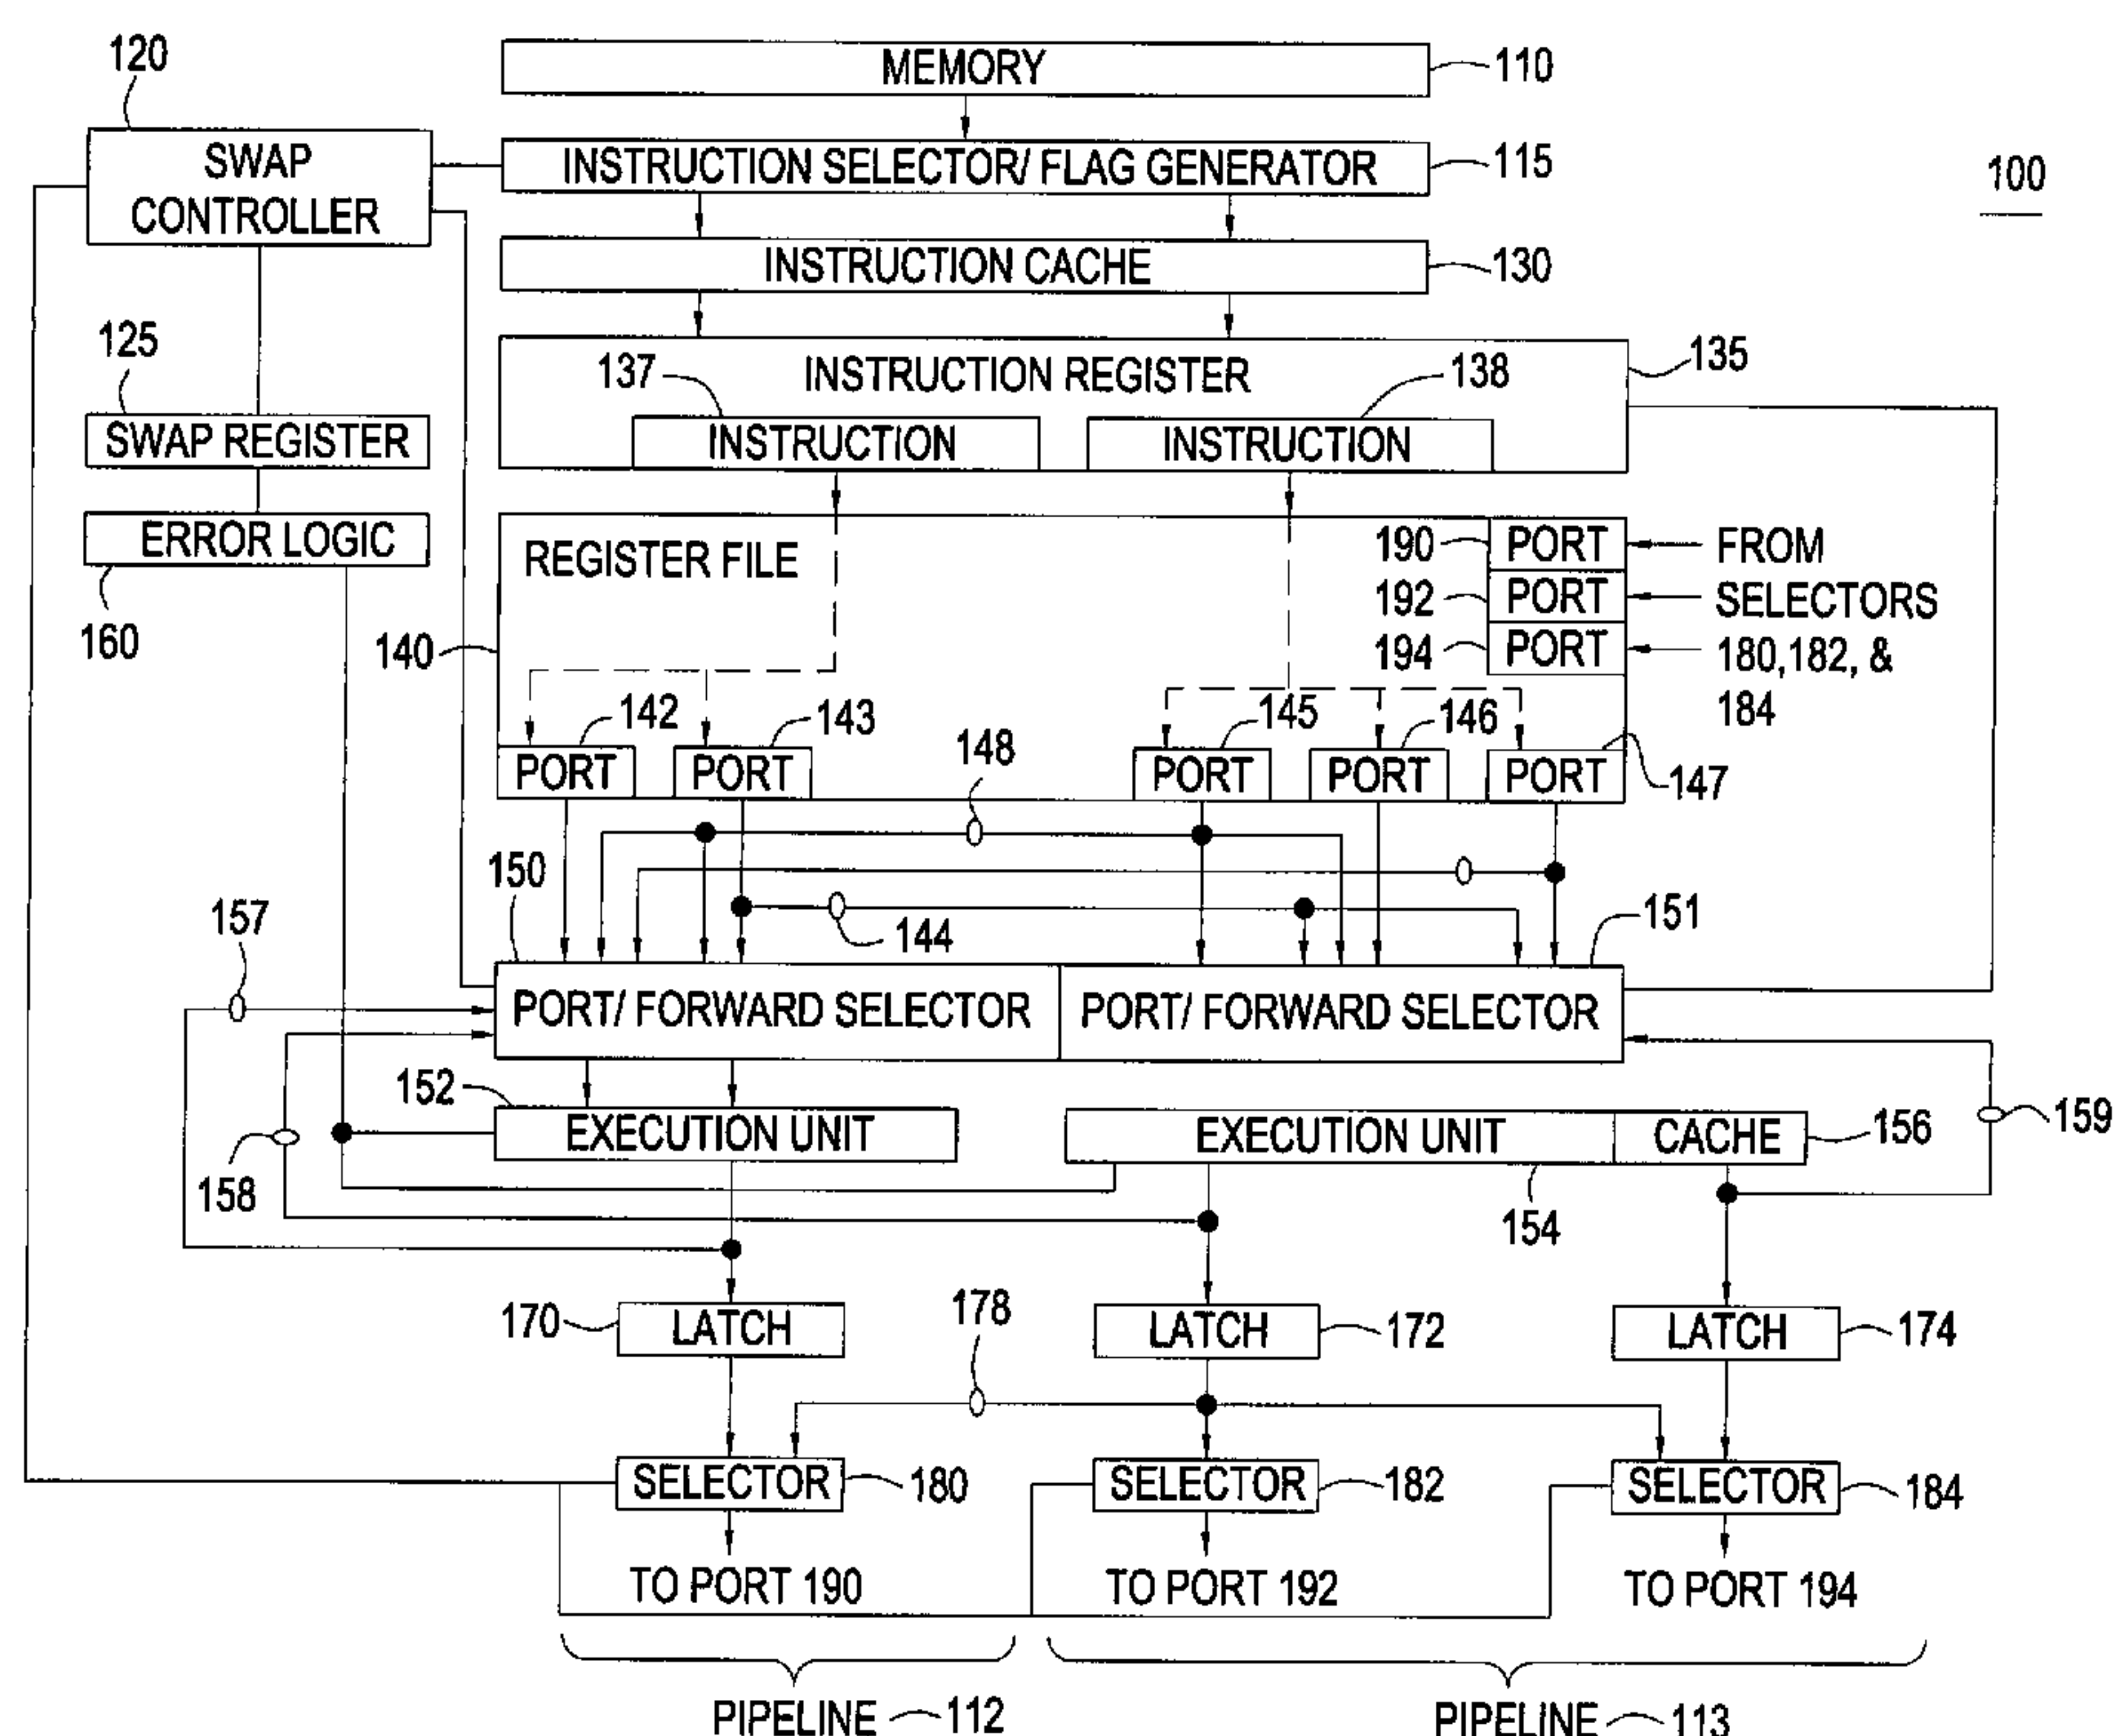 120
MEMORY
110
SWAP
CONTROLLER
INSTRUCTION SELECTOR/ FLAG GENERATOR
115
100
INSTRUCTION CACHE
130
125
INSTRUCTION REGISTER
135
137
138
SWAP REGISTER
INSTRUCTION
INSTRUCTION
ERROR LOGIC
160
REGISTER FILE
140
190
PORT
FROM
192
PORT
SELECTORS
194
PORT
180,182, &
184
142
143
145
146
147
148
PORT
PORT
PORT
PORT
PORT
144
150
151
157
PORT/ FORWARD SELECTOR
PORT/ FORWARD SELECTOR
152
EXECUTION UNIT
EXECUTION UNIT
CACHE
156
159
158
154
178
170
LATCH
LATCH
172
LATCH
174
SELECTOR
180
SELECTOR
182
SELECTOR
184
TO PORT 190
TO PORT 192
TO PORT 194
PIPELINE
112
PIPELINE
113